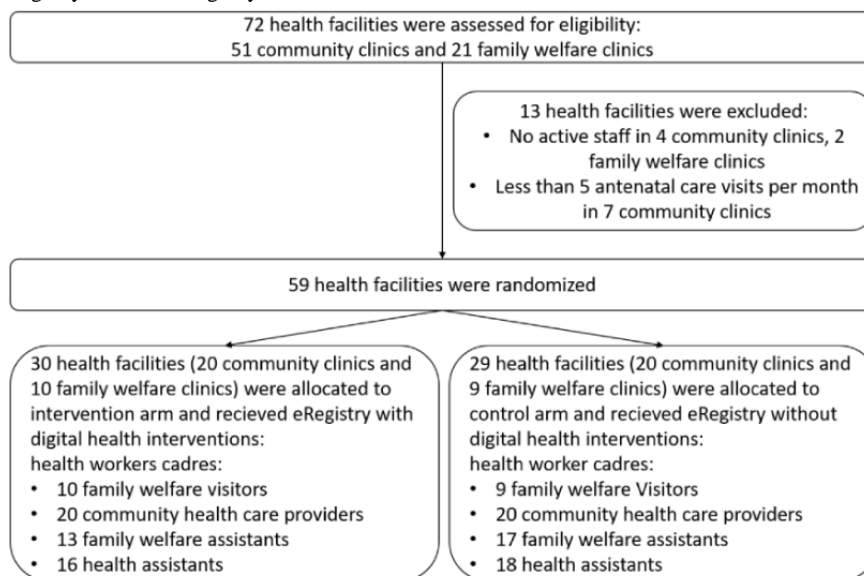 72 health facilities were assessed for eligibility:
51 community clinics and 21 family welfare clinics
13 health facilities were excluded:
• No active staff in 4 community clinics, 2
family welfare clinics
• Less than 5 antenatal care visits per month
in 7 community clinics
59 health facilities were randomized
30 health facilities (20 community clinics and
10 family welfare clinics) were allocated to
intervention arm and recieved eRegistry with
digital health interventions:
health workers cadres:
• 10 family welfare visitors
• 20 community health care providers
• 13 family welfare assistants
• 16 health assistants
29 health facilities (20 community clinics and
9 family welfare clinics) were allocated to
control arm and recieved eRegistry without
digital health interventions:
health worker cadres:
• 9 family welfare Visitors
• 20 community health care providers
• 17 family welfare assistants
• 18 health assistants